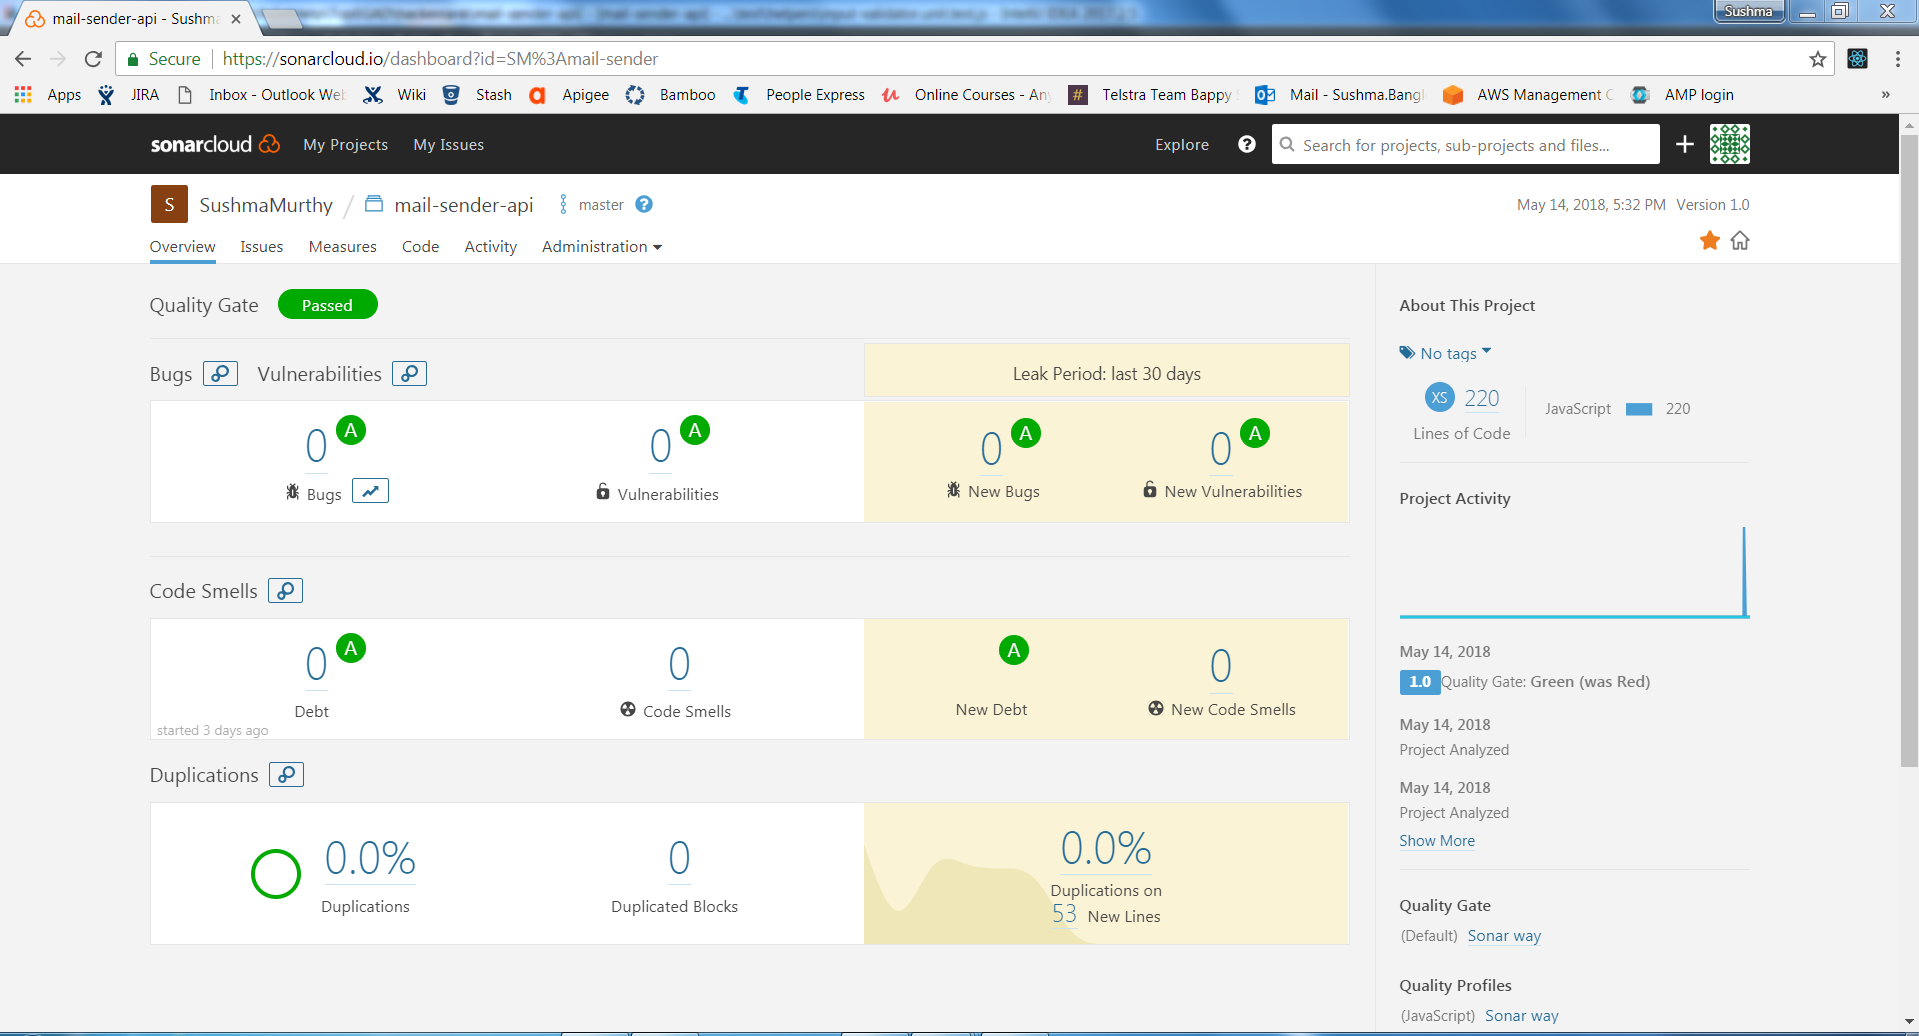 mail-sender-api - Sushma
Sushma
Secure https://sonarcloud.io/dashboard?id=SM%3Amail-sender
Apps JIRA Inbox - Outlook Web Wiki Stash Apigee Bamboo People Express Online Courses - Any # Telstra Team Bappy Mail - Sushma.Bangl AWS Management C AMP login »
sonarcloud My Projects My Issues Explore ? Search for projects, sub-projects and files...
S SushmaMurthy / mail-sender-api master ? May 14, 2018, 5:32 PM Version 1.0
Overview Issues Measures Code Activity Administration
Quality Gate Passed
Bugs Vulnerabilities
Leak Period: last 30 days
0 A
Bugs
0 A
Vulnerabilities
0 A
New Bugs
0 A
New Vulnerabilities
Code Smells
0 A
Debt
started 3 days ago
0
Code Smells
A
New Debt
0
New Code Smells
Duplications
0.0%
Duplications
0
Duplicated Blocks
0.0%
Duplications on
53 New Lines
About This Project
No tags
XS 220
Lines of Code
JavaScript 220
Project Activity
May 14, 2018
1.0 Quality Gate: Green (was Red)
May 14, 2018
Project Analyzed
May 14, 2018
Project Analyzed
Show More
Quality Gate
(Default) Sonar way
Quality Profiles
(JavaScript) Sonar way